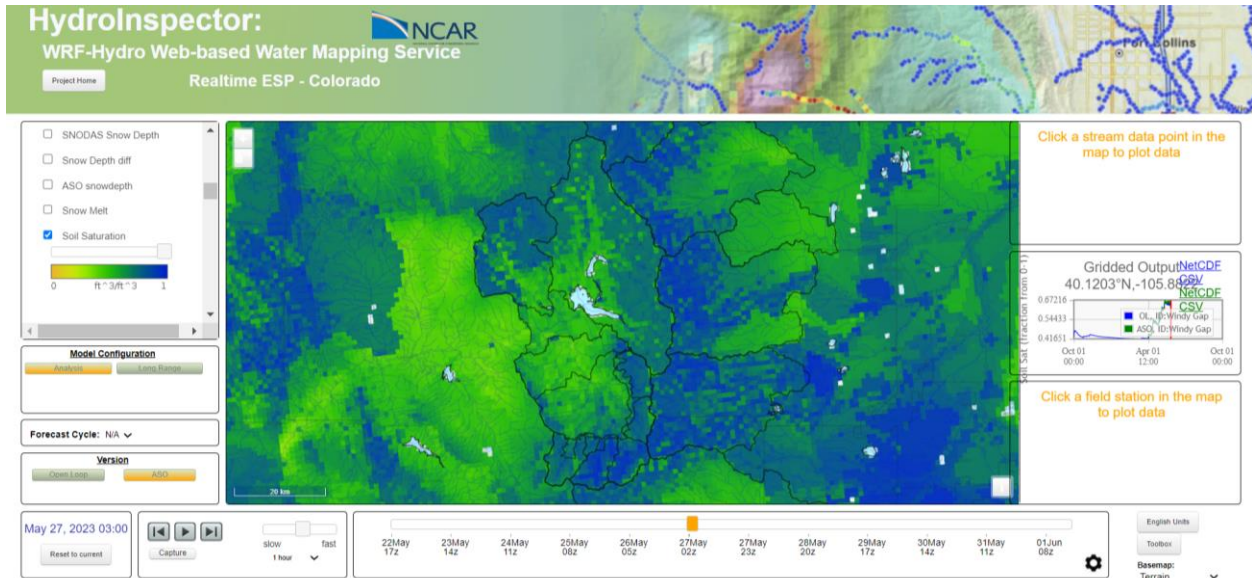 HydroInspector:
NCAR
WRF-Hydro Web-based Water Mapping Service
Project Home
Realtime ESP - Colorado
Fort Collins
SNODAS Snow Depth
Snow Depth diff
ASO snowdepth
Snow Melt
Soil Saturation
0 ft^3/ft^3 1
Model Configuration
Analysis Long Range
Forecast Cycle: N/A
Version
Open Loop ASO
20 km
Click a stream data point in the
map to plot data
Gridded Output
NetCDF
40.1203°N,-105.8
CSV
NetCDF
CSV
Soil Sat (fraction from 0-1)
0.67216
0.54433
0.41651
OL, ID:Windy Gap
ASO, ID:Windy Gap
Oct 01 Apr 01 Oct 01
00:00 12:00 00:00
Click a field station in the map
to plot data
May 27, 2023 03:00
Reset to current
Capture
slow fast
1 hour
22May 23May 24May 25May 26May 27May 27May 28May 29May 30May 31May 01Jun
17z 14z 11z 08z 05z 02z 23z 20z 17z 14z 11z 08z
English Units
Toolbox
Basemap:
Terrain